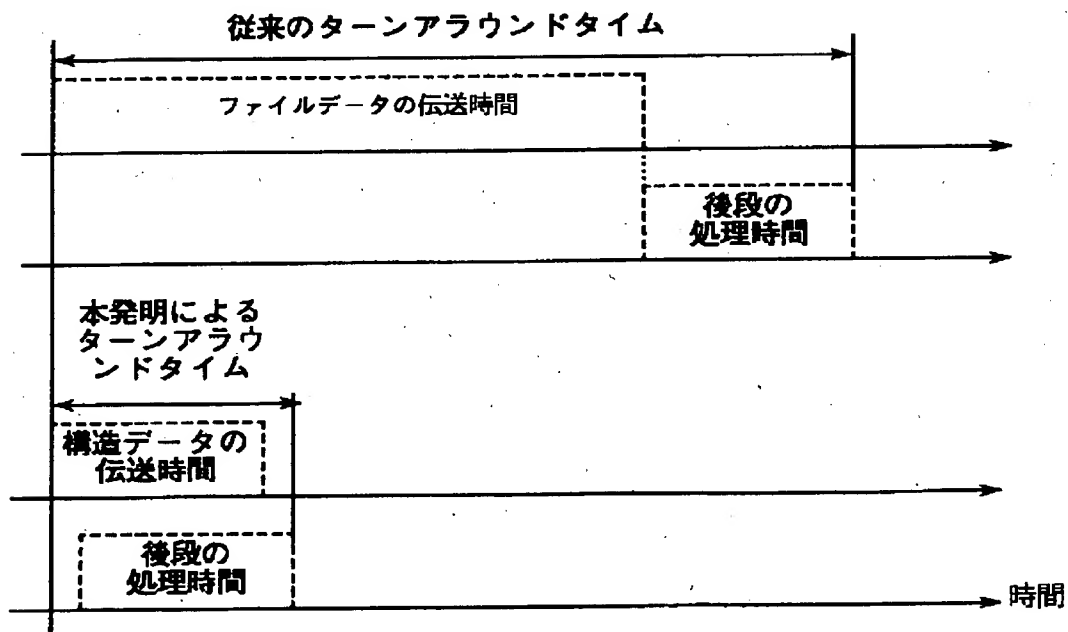 従来のターンアラウンドタイム
ファイルデータの伝送時間
後段の
処理時間
本発明による
ターンアラウ
ンドタイム
構造データの
伝送時間
後段の
処理時間
時間